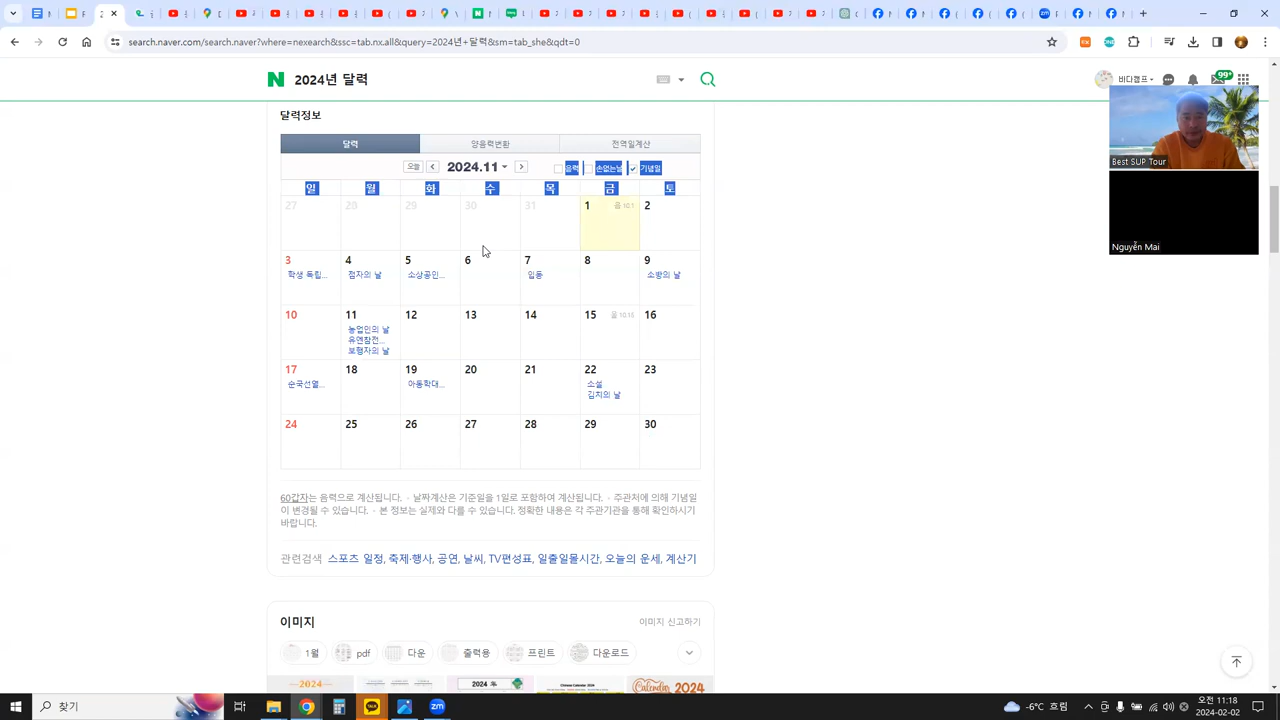 2
search.naver.com/search.naver?where=nexearch&ssc=tab.nx.all&query=2024년+달력&sm=tab_she&qdt=0
N 2024년 달력
바다캠프
99+
달력정보
달력 양음력변환 전역일계산
오늘 2024.11 음력 손없는날 기념일
일 월 화 수 목 금 토
27 28 29 30 31 1 음 10.1 2
3 4 5 6 7 8 9
학생 독립... 점자의 날 소상공인... 입동 소방의 날
10 11 12 13 14 15 음 10.15 16
농업인의 날
유엔참전...
보행자의 날
17 18 19 20 21 22 23
순국선열... 아동학대... 소설
김치의 날
24 25 26 27 28 29 30
60갑자는 음력으로 계산됩니다. · 날짜계산은 기준일을 1일로 포함하여 계산됩니다. · 주관처에 의해 기념일
이 변경될 수 있습니다. · 본 정보는 실제와 다를 수 있습니다. 정확한 내용은 각 주관기관을 통해 확인하시기
바랍니다.
관련검색 스포츠 일정, 축제·행사, 공연, 날씨, TV편성표, 일출일몰시간, 오늘의 운세, 계산기
이미지 이미지 신고하기
1월 pdf 다운 출력용 프린트 다운로드
2024 2024 Calendar 2024
Best SUP Tour
Nguyễn Mai
찾기
-6°C 흐림
오전 11:18
2024-02-02